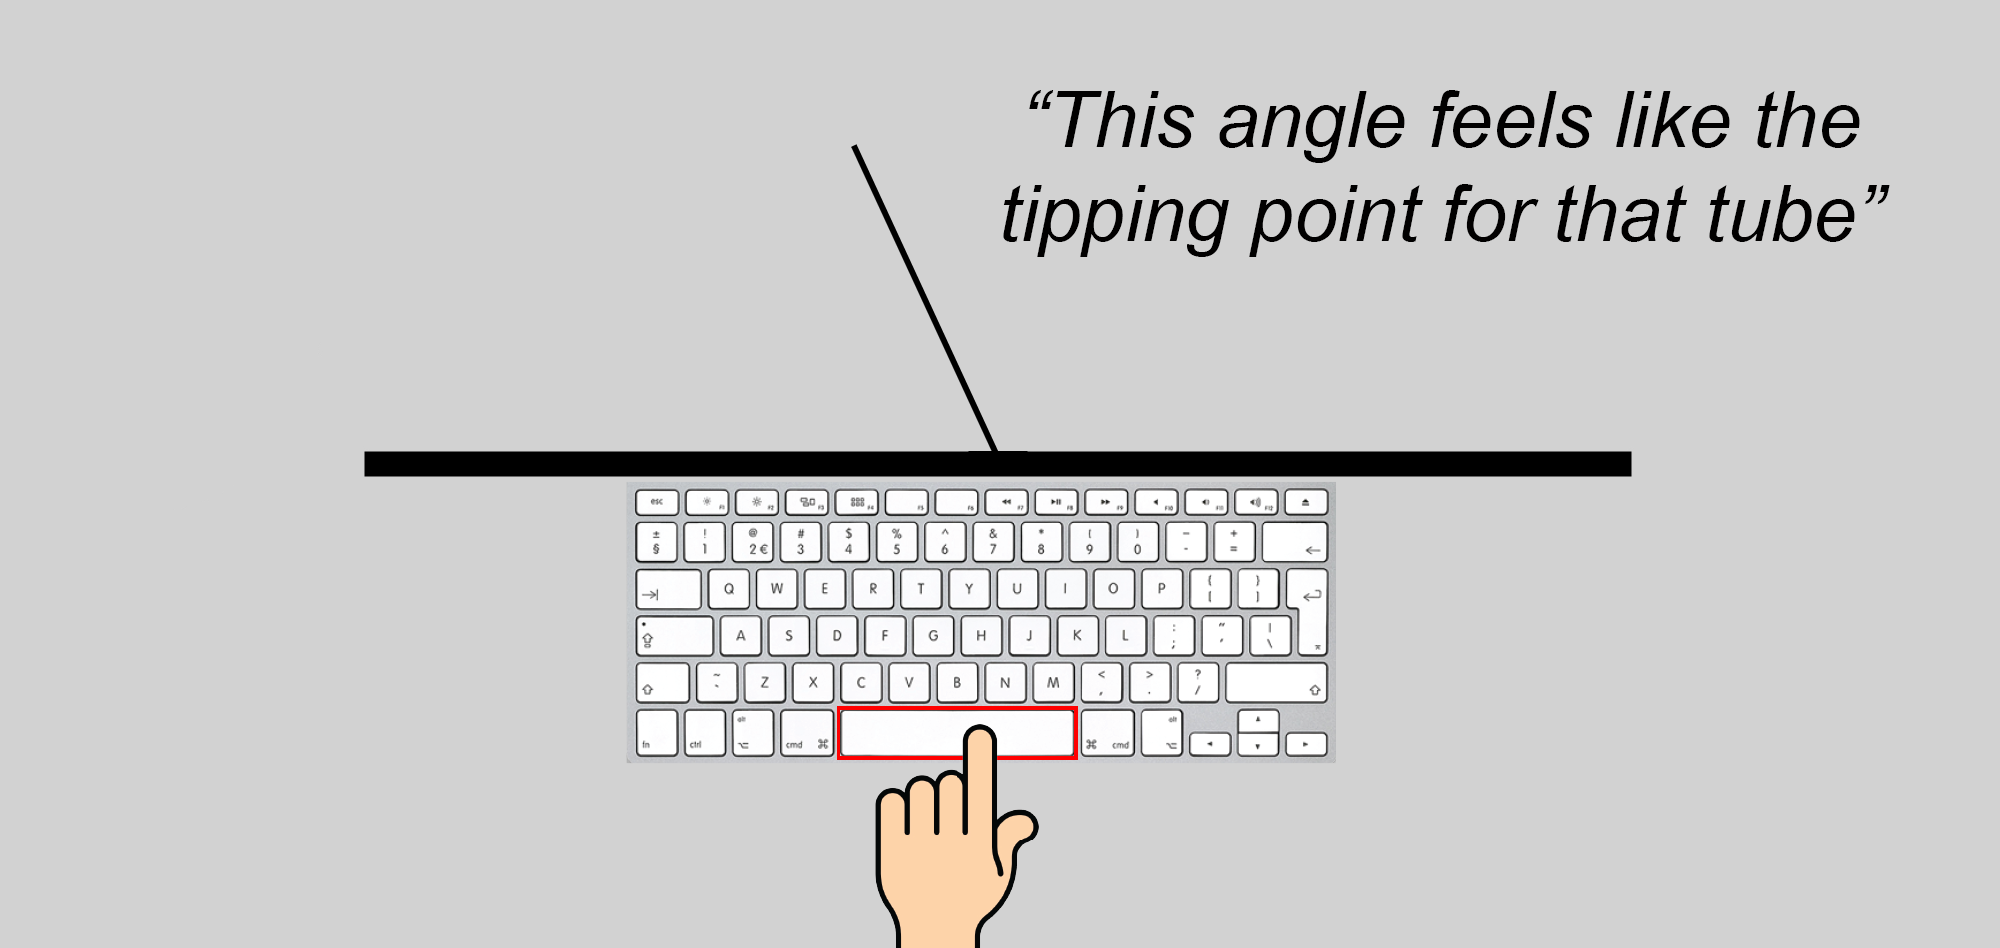 “This angle feels like the
tipping point for that tube”
esc F1 F2 F3 F4 F5 F6 F7 F8 F9 F10 F11 F12
± § ! 1 @ 2 € # 3 $ 4 % 5 ^ 6 & 7 * 8 ( 9 ) 0 – - + =
Q W E R T Y U I O P { [ } ]
A S D F G H J K L : ; “ ‘ | \
~ ` Z X C V B N M < , > . ? /
fn ctrl alt ⌥ cmd ⌘ ⌘ cmd alt ⌥